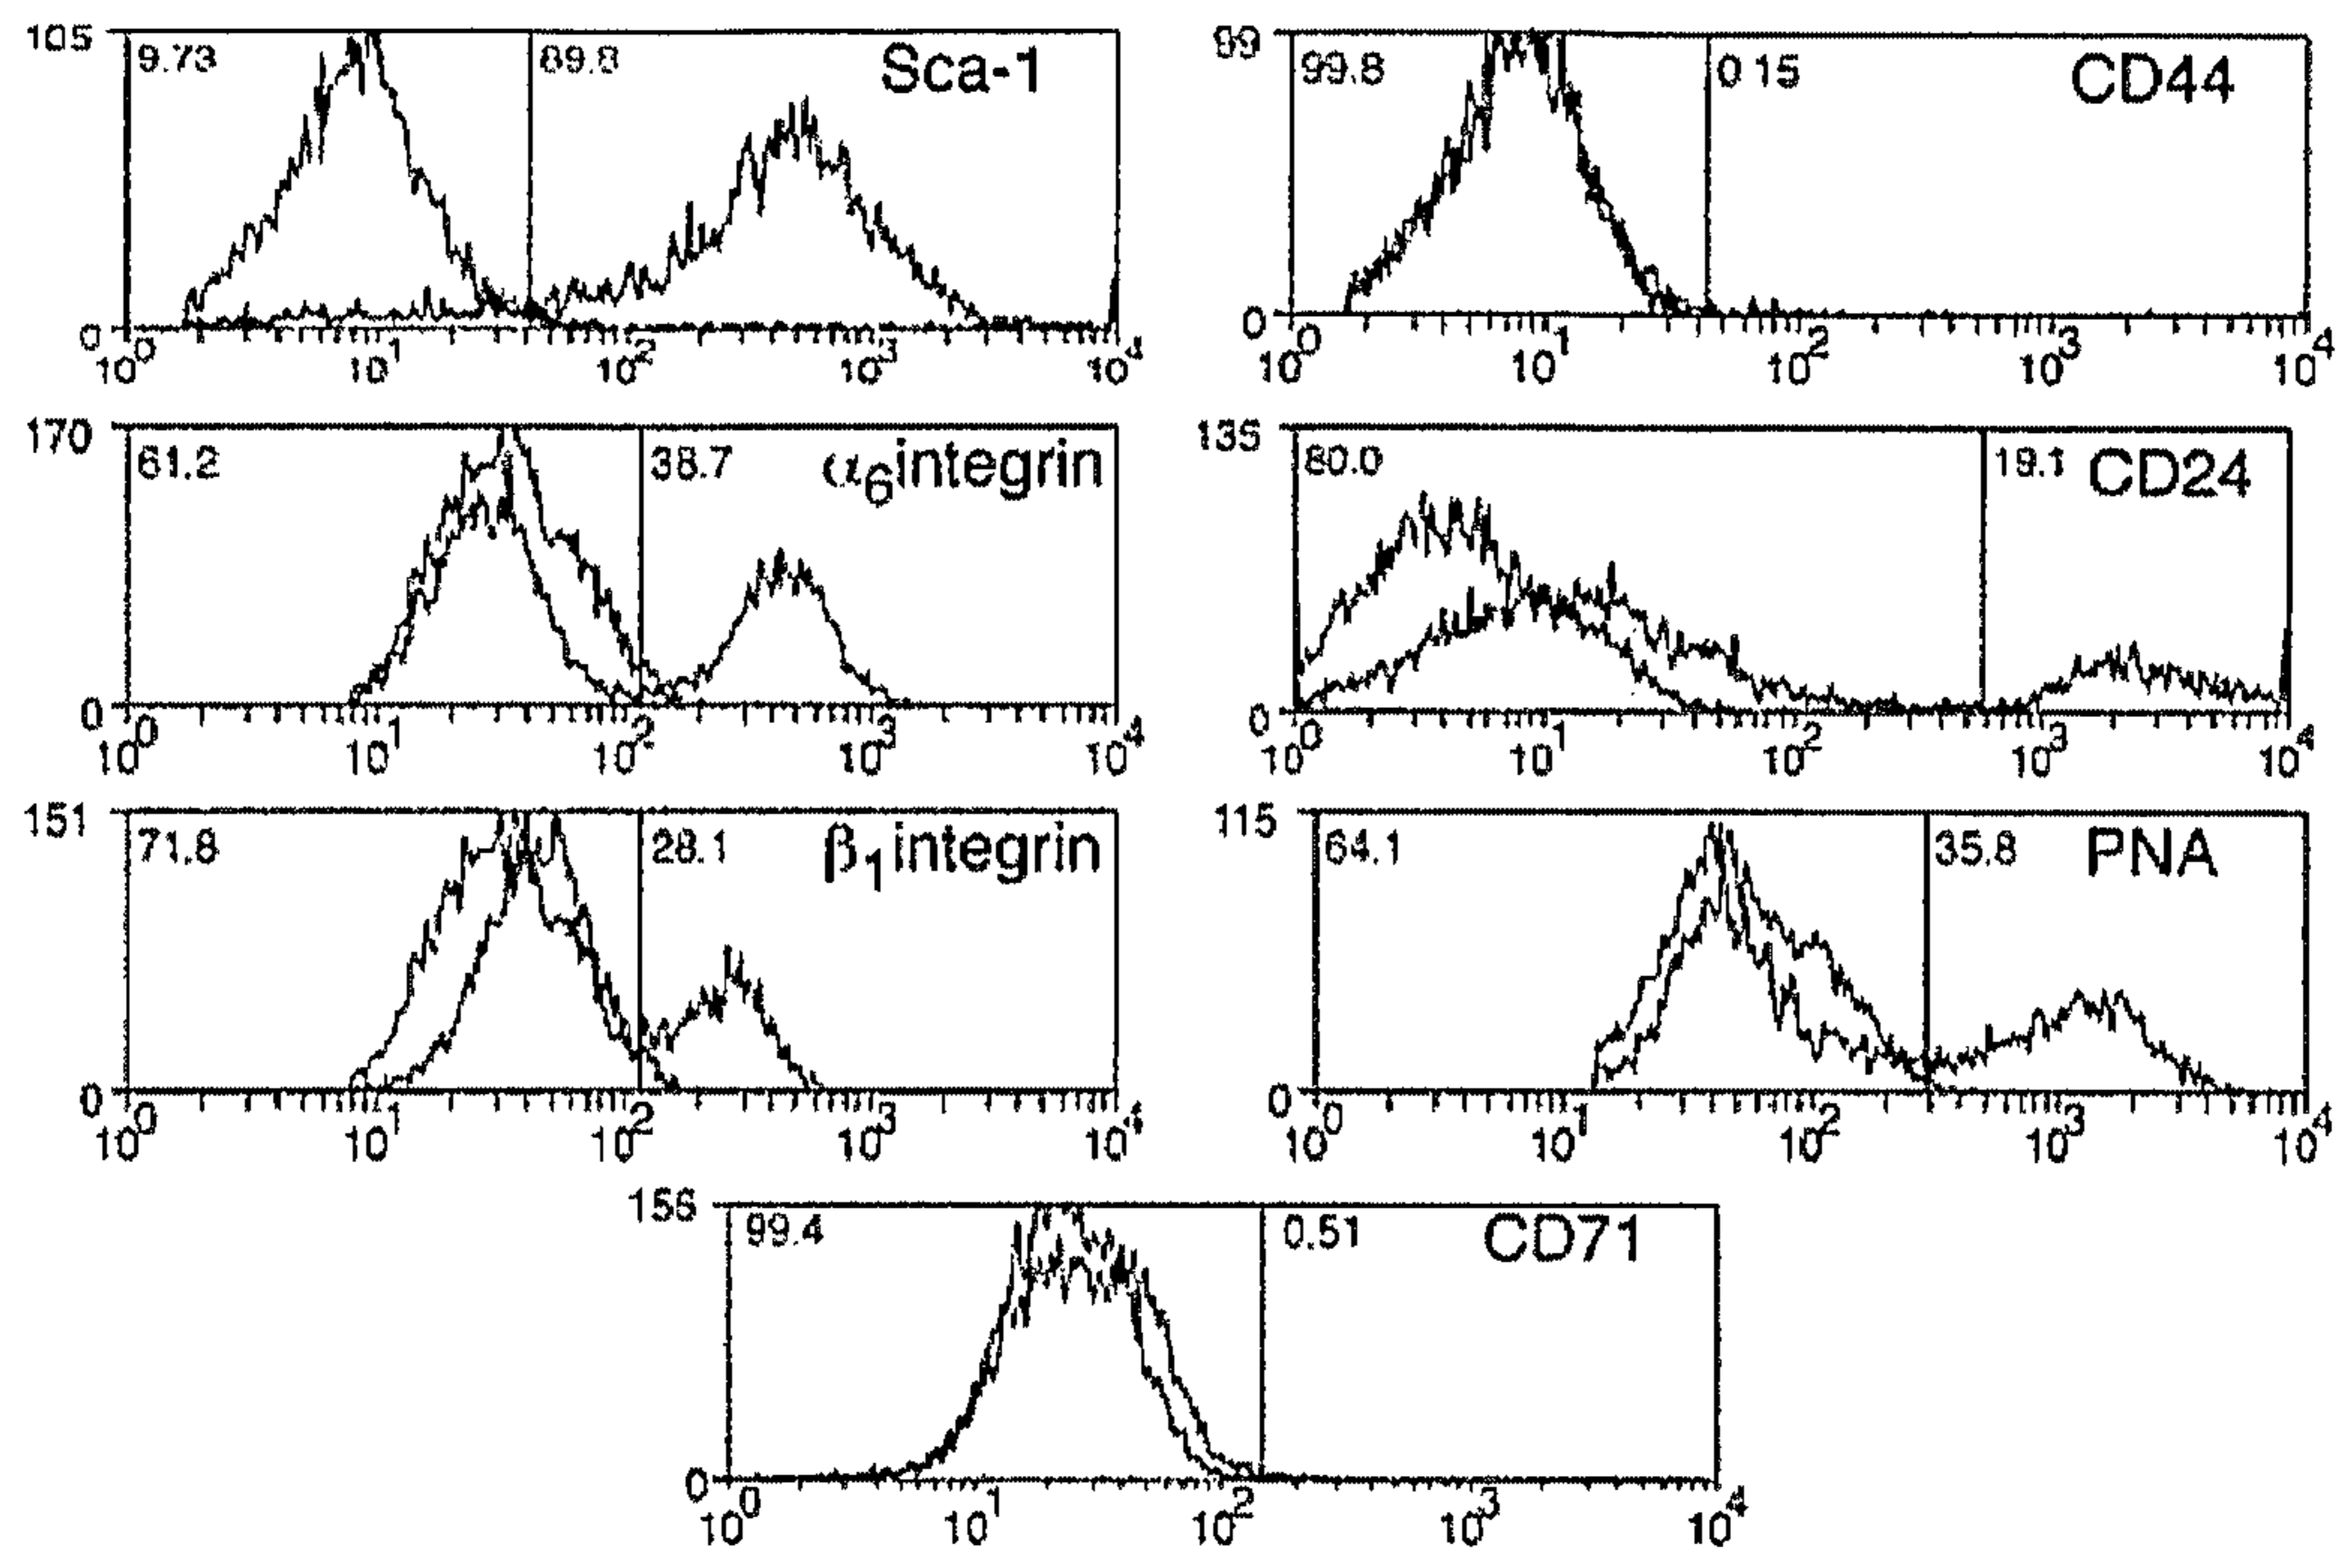 105 9.73 89.8 Sca-1
0
10^0 10^1 10^2 10^3 10^4
99 99.8 0.15 CD44
0
10^0 10^1 10^2 10^3 10^4
170 61.2 38.7 α6integrin
0
10^0 10^1 10^2 10^3 10^4
135 80.0 19.1 CD24
0
10^0 10^1 10^2 10^3 10^4
151 71.8 28.1 β1integrin
0
10^0 10^1 10^2 10^3 10^4
115 64.1 35.8 PNA
0
10^0 10^1 10^2 10^3 10^4
156 99.4 0.51 CD71
0
10^0 10^1 10^2 10^3 10^4